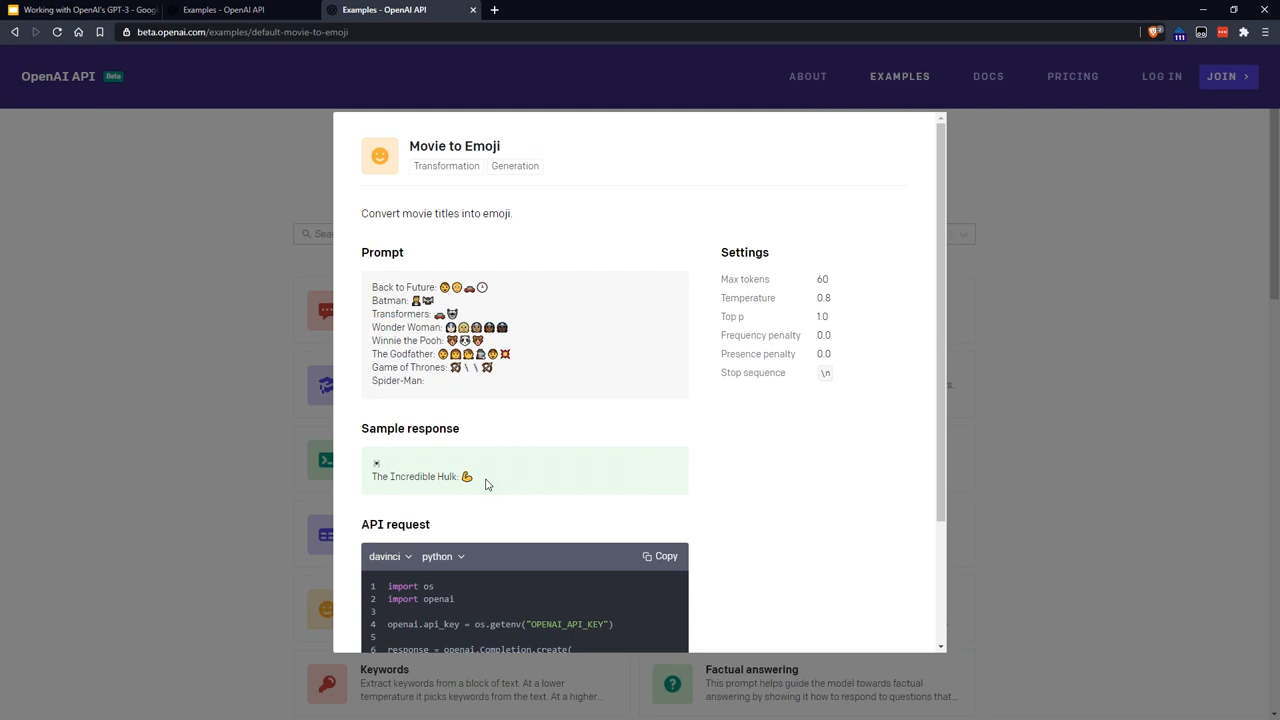 Working with OpenAI's GPT-3 - Goog
Examples - OpenAI API
Examples - OpenAI API
beta.openai.com/examples/default-movie-to-emoji
2
111
OpenAI API Beta
ABOUT
EXAMPLES
DOCS
PRICING
LOG IN
JOIN >
Sear
Movie to Emoji
Transformation
Generation
Convert movie titles into emoji.
Prompt
Back to Future: 👨👴🚗🕒
Batman: 🤵🦇
Transformers: 🚗🤖
Wonder Woman: 👸🏻👸🏼👸🏽👸🏾👸🏿
Winnie the Pooh: 🐻🐼🐻
The Godfather: 👨👩👧🕵🏻‍♂️👲💥
Game of Thrones: 🏹🗡🗡🏹
Spider-Man:
Sample response
🕷
The Incredible Hulk: 💪
API request
davinci
python
Copy
1 import os
2 import openai
3
4 openai.api_key = os.getenv("OPENAI_API_KEY")
5
6 response = openai.Completion.create(
Settings
Max tokens 60
Temperature 0.8
Top p 1.0
Frequency penalty 0.0
Presence penalty 0.0
Stop sequence \n
Keywords
Extract keywords from a block of text. At a lower
temperature it picks keywords from the text. At a higher...
Factual answering
This prompt helps guide the model towards factual
answering by showing it how to respond to questions that...